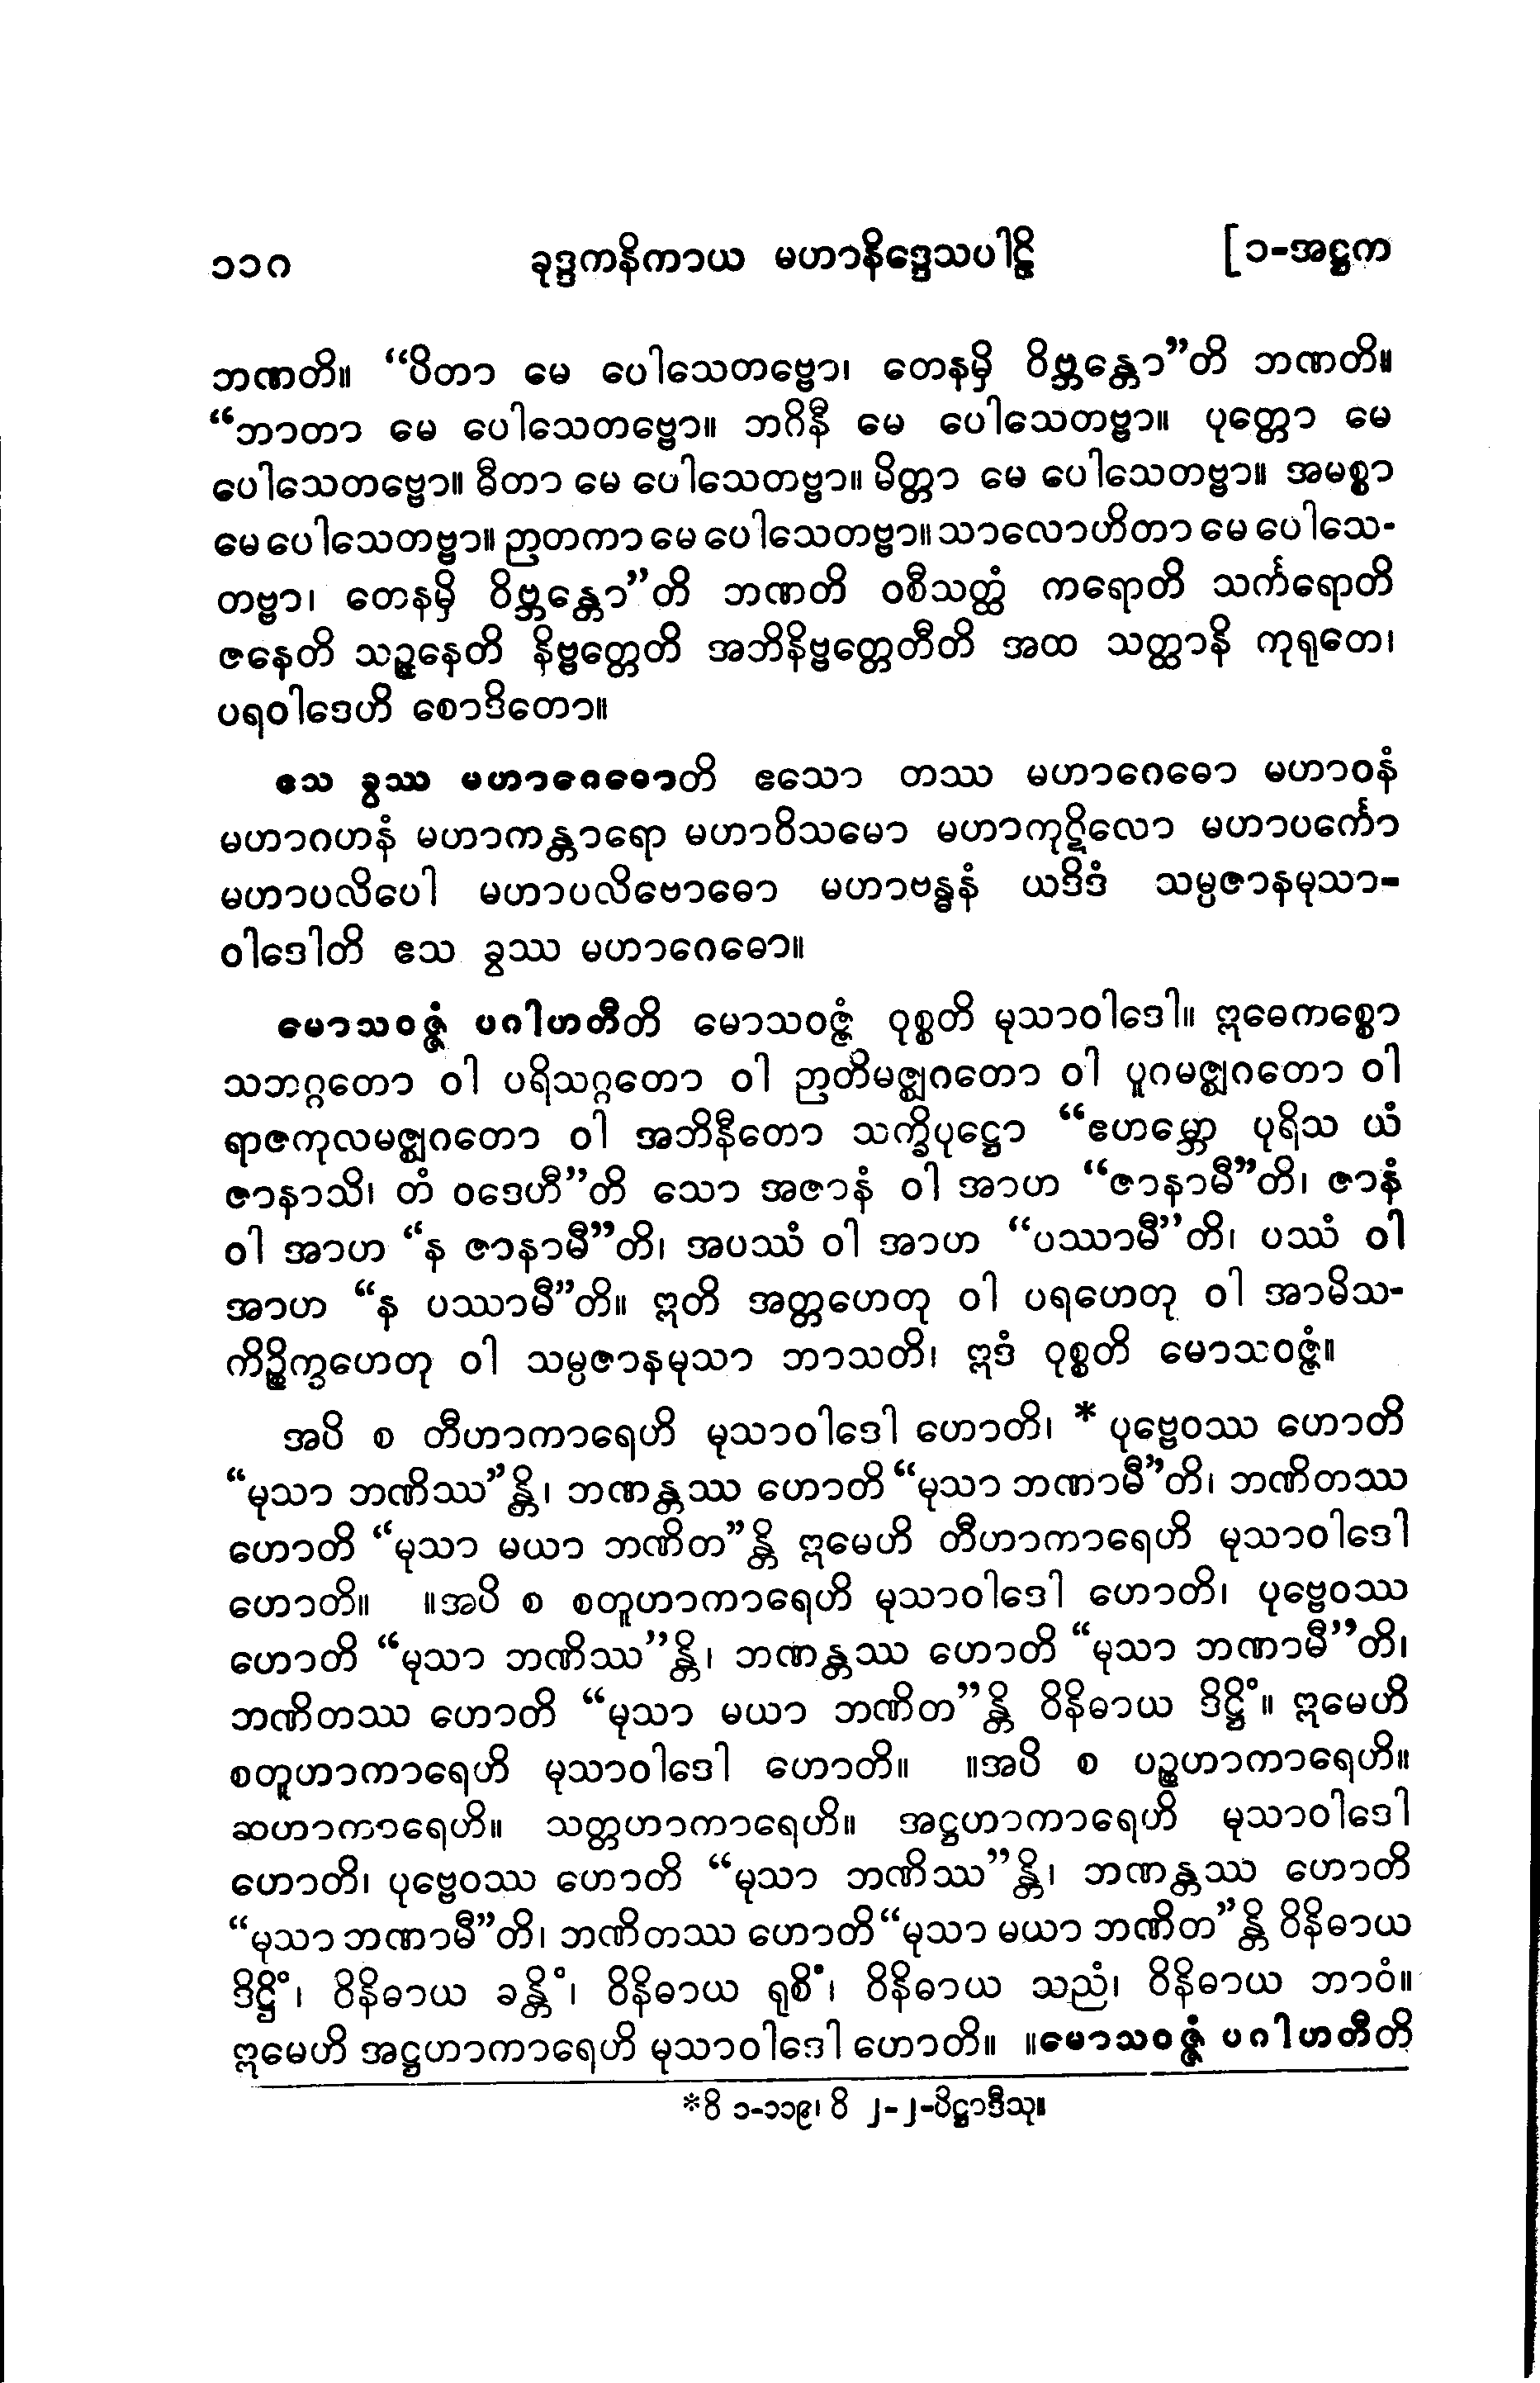 ၁၁၈ ခုဒ္ဒကနိကာယ မဟာနိဒ္ဒေသပါဠိ [၁-အဋ္ဌက
ဘဏတိ။ “ပိတာ မေ ပေါသေတဗ္ဗော၊ တေနမှိ ဝိဗ္ဘန္တော”တိ ဘဏတိ။
“ဘာတာ မေ ပေါသေတဗ္ဗော။ ဘဂိနီ မေ ပေါသေတဗ္ဗာ။ ပုတ္တော မေ
ပေါသေတဗ္ဗော။ ဓီတာ မေ ပေါသေတဗ္ဗာ။ မိတ္တာ မေ ပေါသေတဗ္ဗာ။ အမစ္စာ
မေ ပေါသေတဗ္ဗာ။ ဉာတကာ မေ ပေါသေတဗ္ဗာ။ သာလောဟိတာ မေ ပေါသေ-
တဗ္ဗာ၊ တေနမှိ ဝိဗ္ဘန္တော”တိ ဘဏတိ ဝစီသတ္ထံ ကရောတိ သင်္ကရောတိ
ဇနေတိ သဉ္ဇနေတိ နိဗ္ဗတ္တေတိ အဘိနိဗ္ဗတ္တေတီတိ အထ သတ္ထာနိ ကုရုတေ၊
ပရဝါဒေဟိ စောဒိတော။
ဧသ ခွဿ မဟာဂေဓောတိ ဧသော တဿ မဟာဂေဓော မဟာဝနံ
မဟာဂဟနံ မဟာကန္တာရော မဟာဝိသမော မဟာကုဋိလော မဟာပင်္ကော
မဟာပလိပေါ မဟာပလိဗောဓော မဟာဗန္ဓနံ ယဒိဒံ သမ္ပဇာနမုသာ-
ဝါဒေါတိ ဧသ ခွဿ မဟာဂေဓော။
မောသဝဇ္ဇံ ပဂါဟတီတိ မောသဝဇ္ဇံ ဝုစ္စတိ မုသာဝါဒေါ။ ဣဓေကစ္စော
သဘဂ္ဂတော ဝါ ပရိသဂ္ဂတော ဝါ ဉာတိမဇ္ဈဂတော ဝါ ပူဂမဇ္ဈဂတော ဝါ
ရာဇကုလမဇ္ဈဂတော ဝါ အဘိနီတော သက္ခိပုဋ္ဌော “ဧဟမ္ဘော ပုရိသ ယံ
ဇာနာသိ၊ တံ ဝဒေဟီ”တိ သော အဇာနံ ဝါ အာဟ “ဇာနာမီ”တိ၊ ဇာနံ
ဝါ အာဟ “န ဇာနာမီ”တိ၊ အပဿံ ဝါ အာဟ “ပဿာမီ”တိ၊ ပဿံ ဝါ
အာဟ “န ပဿာမီ”တိ။ ဣတိ အတ္တဟေတု ဝါ ပရဟေတု ဝါ အာမိသ-
ကိဉ္စိက္ခဟေတု ဝါ သမ္ပဇာနမုသာ ဘာသတိ၊ ဣဒံ ဝုစ္စတိ မောသဝဇ္ဇံ။
အပိ စ တီဟာကာရေဟိ မုသာဝါဒေါ ဟောတိ၊ * ပုဗ္ဗေဝဿ ဟောတိ
“မုသာ ဘဏိဿ”န္တိ၊ ဘဏန္တဿ ဟောတိ “မုသာ ဘဏာမီ”တိ၊ ဘဏိတဿ
ဟောတိ “မုသာ မယာ ဘဏိတ”န္တိ ဣမေဟိ တီဟာကာရေဟိ မုသာဝါဒေါ
ဟောတိ။ ။အပိ စ စတူဟာကာရေဟိ မုသာဝါဒေါ ဟောတိ၊ ပုဗ္ဗေဝဿ
ဟောတိ “မုသာ ဘဏိဿ”န္တိ၊ ဘဏန္တဿ ဟောတိ “မုသာ ဘဏာမီ”တိ၊
ဘဏိတဿ ဟောတိ “မုသာ မယာ ဘဏိတ”န္တိ ဝိနိဓာယ ဒိဋ္ဌိံ။ ဣမေဟိ
စတူဟာကာရေဟိ မုသာဝါဒေါ ဟောတိ။ ။အပိ စ ပဉ္စဟာကာရေဟိ။
ဆဟာကာရေဟိ။ သတ္တဟာကာရေဟိ။ အဋ္ဌဟာကာရေဟိ မုသာဝါဒေါ
ဟောတိ၊ ပုဗ္ဗေဝဿ ဟောတိ “မုသာ ဘဏိဿ”န္တိ၊ ဘဏန္တဿ ဟောတိ
“မုသာ ဘဏာမီ”တိ၊ ဘဏိတဿ ဟောတိ “မုသာ မယာ ဘဏိတ”န္တိ ဝိနိဓာယ
ဒိဋ္ဌိံ၊ ဝိနိဓာယ ခန္တိံ၊ ဝိနိဓာယ ရုစိံ၊ ဝိနိဓာယ သညံ၊ ဝိနိဓာယ ဘာဝံ။
ဣမေဟိ အဋ္ဌဟာကာရေဟိ မုသာဝါဒေါ ဟောတိ။ ။မောသဝဇ္ဇံ ပဂါဟတီတိ
*ဝိ ၁-၁၁၉၊ ဝိ ၂-၂-ပိဋ္ဌာဒီသု။